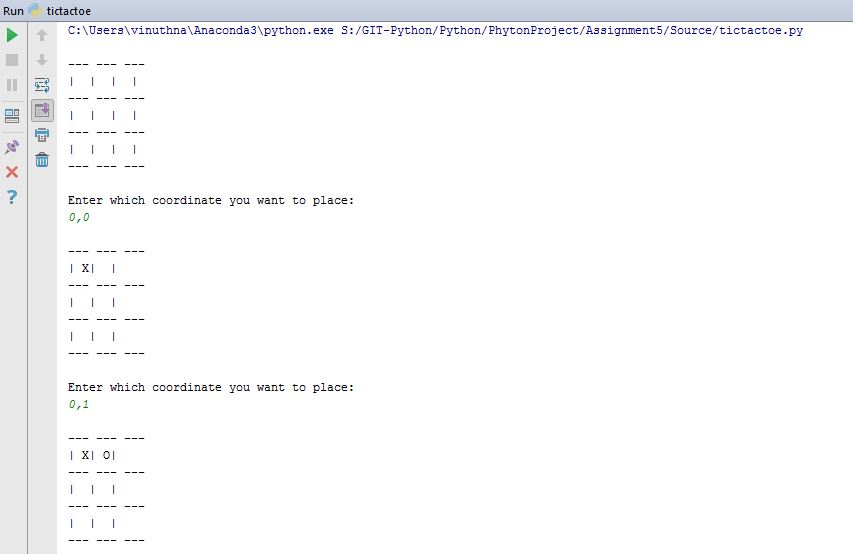 Run tictactoe
C:\Users\vinuthna\Anaconda3\python.exe S:/GIT-Python/Python/PhytonProject/Assignment5/Source/tictactoe.py
--- --- ---
|  |  |  |
--- --- ---
|  |  |  |
--- --- ---
|  |  |  |
--- --- ---
Enter which coordinate you want to place:
0,0
--- --- ---
| X|  |
--- --- ---
|  |  |
--- --- ---
|  |  |
--- --- ---
Enter which coordinate you want to place:
0,1
--- --- ---
| X| O|
--- --- ---
|  |  |
--- --- ---
|  |  |
--- --- ---